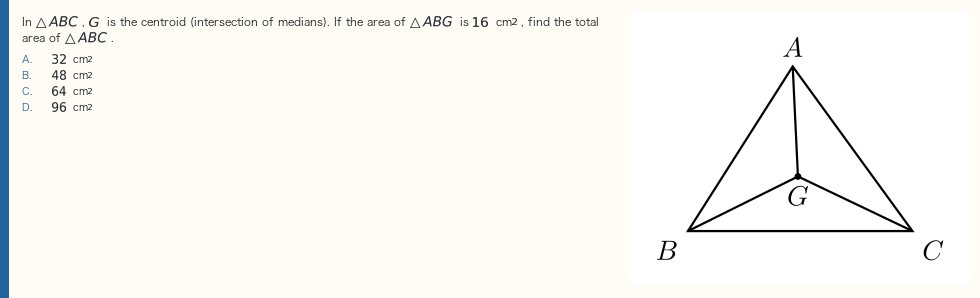 In △ABC , G is the centroid (intersection of medians). If the area of △ABG is 16 cm2 , find the total
area of △ABC .
A. 32 cm2
B. 48 cm2
C. 64 cm2
D. 96 cm2
A
G
B
C